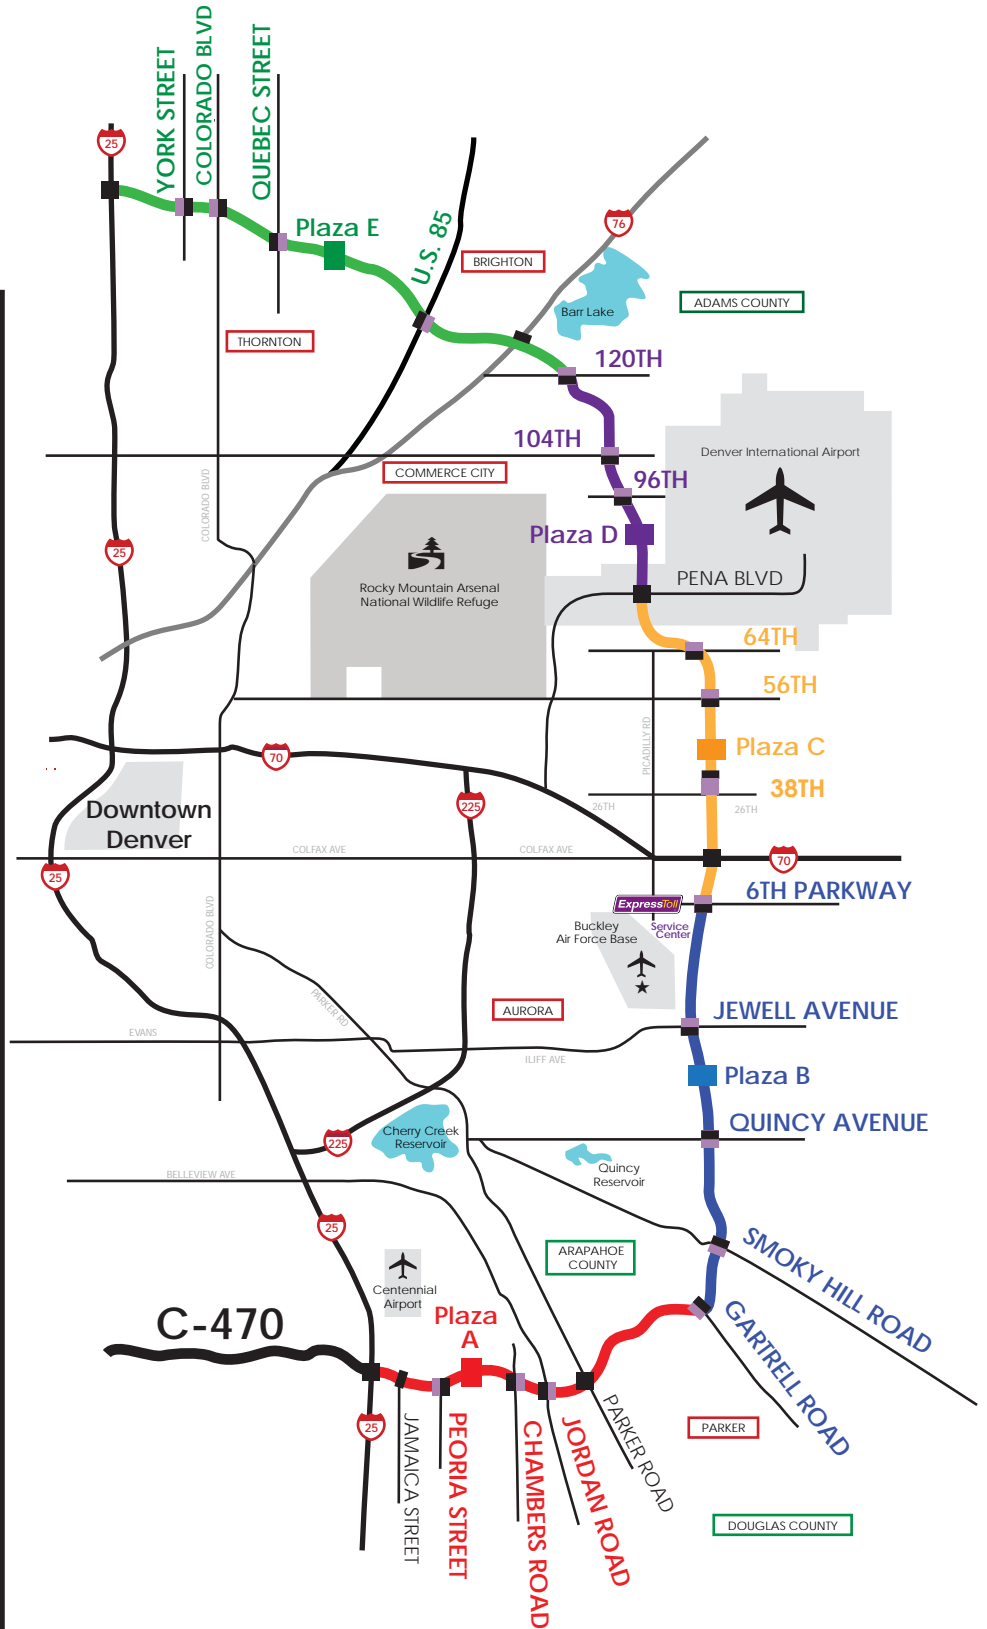 YORK STREET
COLORADO BLVD
QUEBEC STREET
25
Plaza E
U.S. 85
76
BRIGHTON
Barr Lake
ADAMS COUNTY
THORNTON
120TH
104TH
Denver International Airport
COMMERCE CITY
96TH
COLORADO BLVD
Plaza D
25
PENA BLVD
Rocky Mountain Arsenal
National Wildlife Refuge
64TH
56TH
PICADILLY RD
Plaza C
70
38TH
225
26TH
26TH
Downtown
Denver
COLFAX AVE
COLFAX AVE
70
25
6TH PARKWAY
ExpressToll
Service
Center
Buckley
Air Force Base
COLORADO BLVD
PARKER RD
AURORA
JEWELL AVENUE
EVANS
ILIFF AVE
Plaza B
QUINCY AVENUE
Cherry Creek
Reservoir
225
Quincy
Reservoir
BELLEVIEW AVE
25
SMOKY HILL ROAD
ARAPAHOE
COUNTY
Centennial
Airport
C-470
Plaza
A
GARTRELL ROAD
25
JAMAICA STREET
PEORIA STREET
CHAMBERS ROAD
JORDAN ROAD
PARKER ROAD
PARKER
DOUGLAS COUNTY